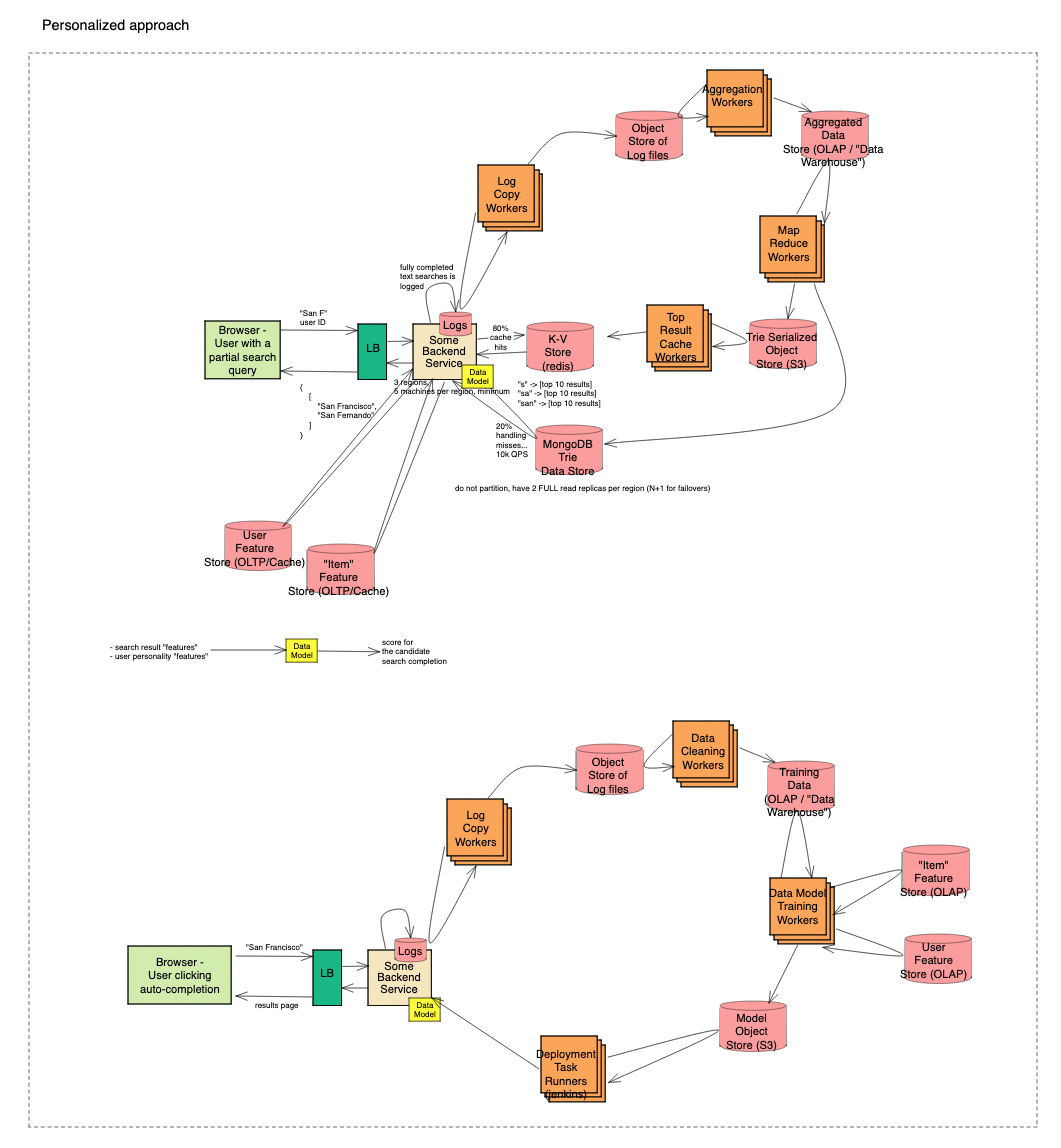 Personalized approach
Aggregation
Workers
Object
Store of
Log files
Aggregated
Data
Store (OLAP / "Data
Warehouse")
Log
Copy
Workers
Map
Reduce
Workers
fully completed
text searches is
logged
"San F"
user ID
Logs
Browser -
User with a
partial search
query
LB
Some
Backend
Service
80%
cache
hits
K-V
Store
(redis)
Top
Result
Cache
Workers
Trie Serialized
Object
Store (S3)
Data
Model
3 regions,
5 machines per region, minimum
"s" -> [top 10 results]
"sa" -> [top 10 results]
"san" -> [top 10 results]
{
[
"San Francisco",
"San Fernando"
]
}
20%
handling
misses...
10k QPS
MongoDB
Trie
Data Store
do not partition, have 2 FULL read replicas per region (N+1 for failovers)
User
Feature
Store (OLTP/Cache)
"Item"
Feature
Store (OLTP/Cache)
- search result "features"
- user personality "features"
Data
Model
score for
the candidate
search completion
Data
Cleaning
Workers
Object
Store of
Log files
Training
Data
(OLAP / "Data
Warehouse")
Log
Copy
Workers
"Item"
Feature
Store (OLAP)
Data Model
Training
Workers
User
Feature
Store (OLAP)
Logs
"San Francisco"
Browser -
User clicking
auto-completion
LB
Some
Backend
Service
results page
Data
Model
Model
Object
Store (S3)
Deployment
Task
Runners
(jenkins)